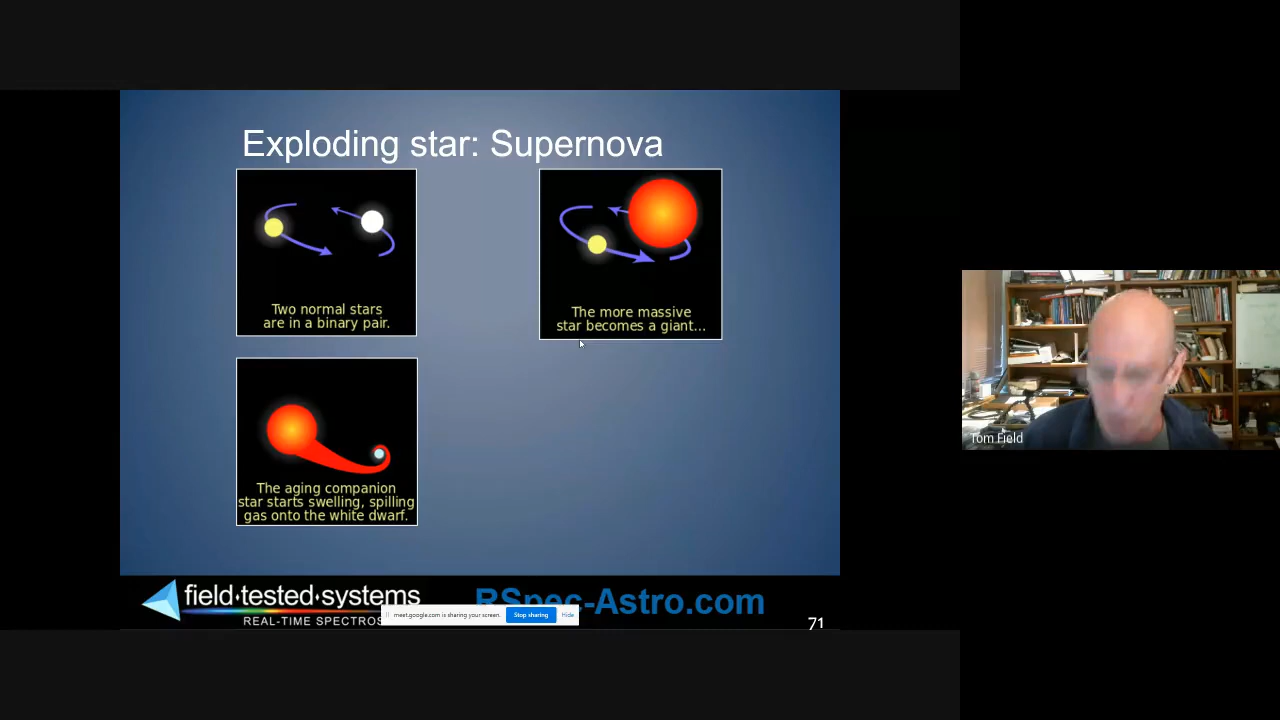 Exploding star: Supernova
Two normal stars
are in a binary pair.
The more massive
star becomes a giant...
The aging companion
star starts swelling, spilling
gas onto the white dwarf.
Tom Field
field·tested·systems
REAL-TIME SPECTROS
RSpec-Astro.com
meet.google.com is sharing your screen.
Stop sharing
Hide
71